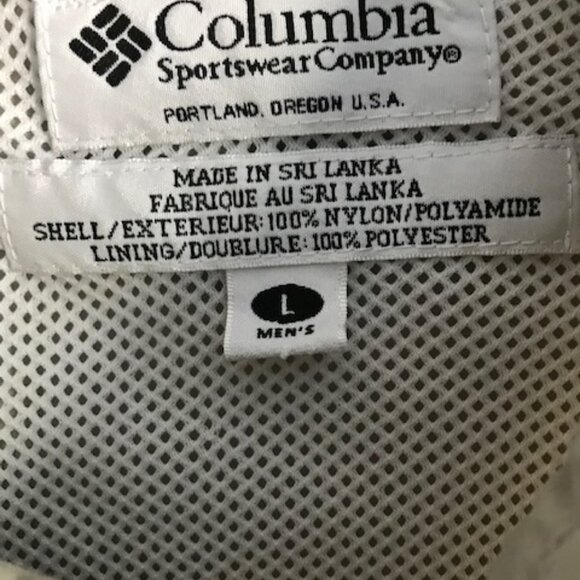 Columbia
Sportswear Company®
PORTLAND, OREGON U.S.A.
MADE IN SRI LANKA
FABRIQUE AU SRI LANKA
SHELL/EXTERIEUR: 100% NYLON/POLYAMIDE
LINING/DOUBLURE: 100% POLYESTER
L
MEN'S